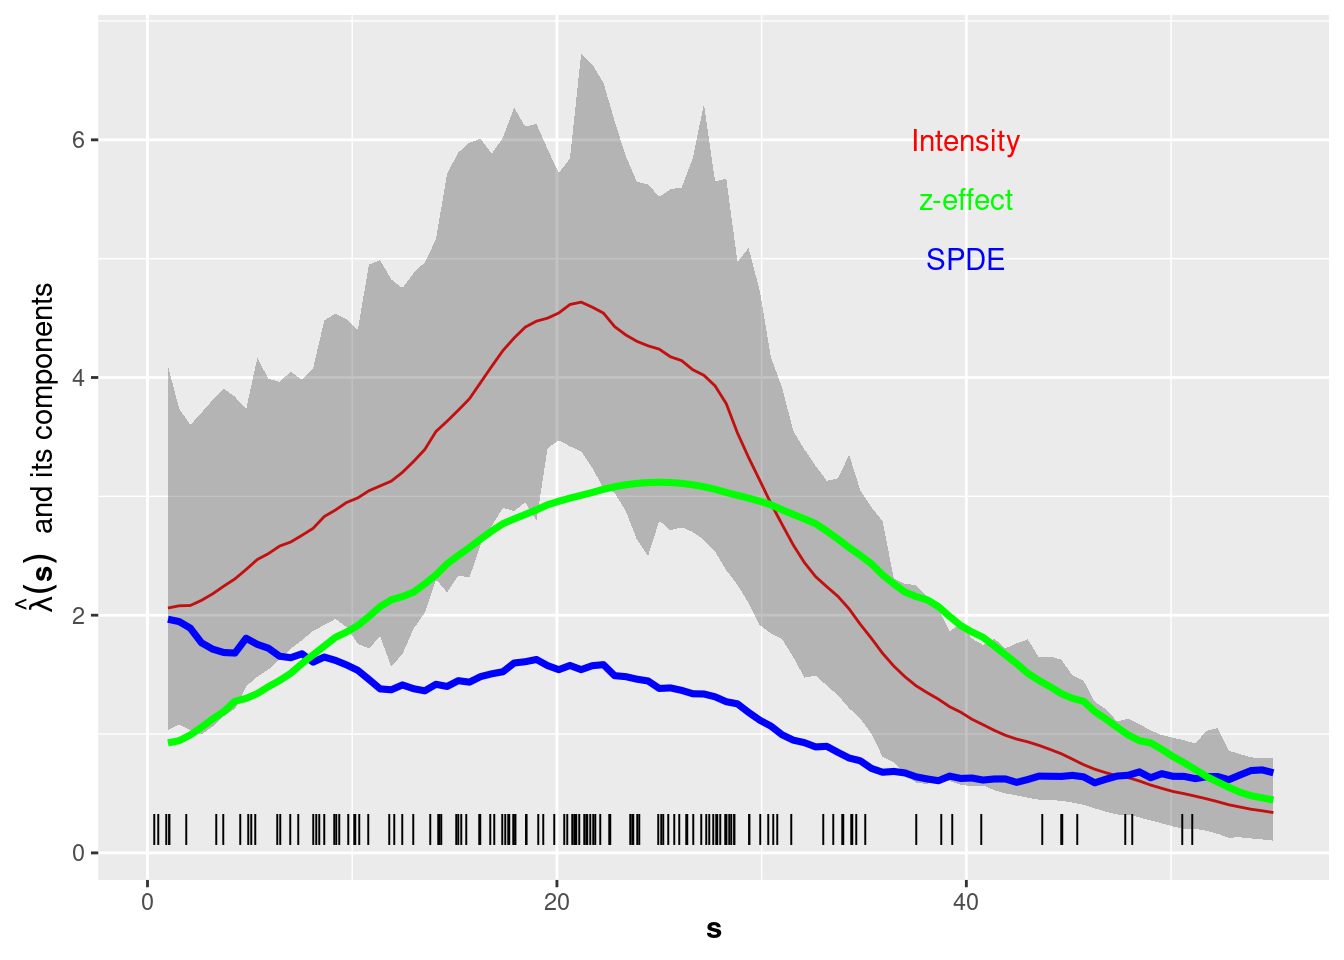 λ̂(s) and its components
6
4
2
0
Intensity
z-effect
SPDE
0 20 40
s